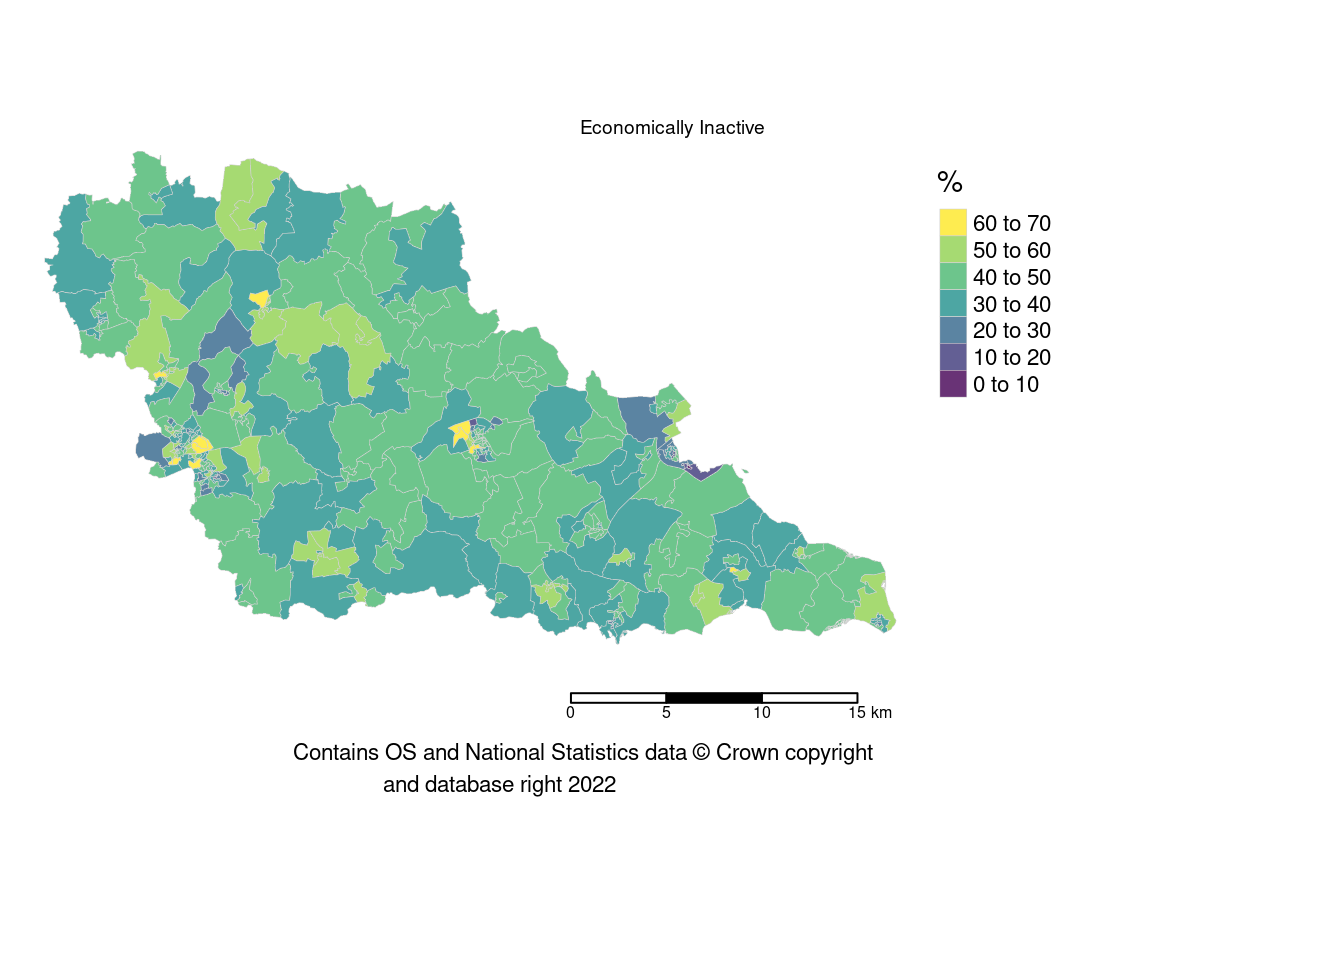 Economically Inactive
%
60 to 70
50 to 60
40 to 50
30 to 40
20 to 30
10 to 20
0 to 10
0 5 10 15 km
Contains OS and National Statistics data © Crown copyright
and database right 2022